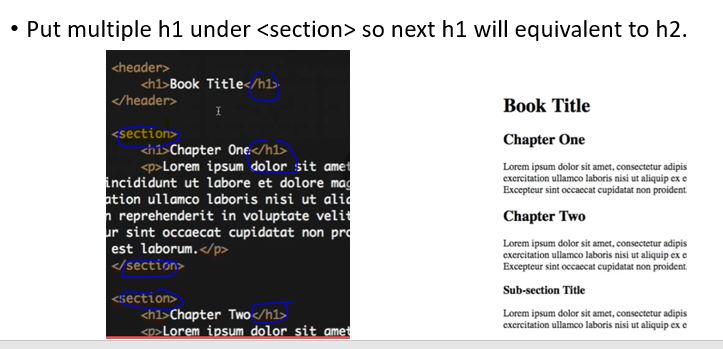 • Put multiple h1 under <section> so next h1 will equivalent to h2.
<header>
<h1>Book Title</h1>
</header>
<section>
<h1>Chapter One</h1>
<p>Lorem ipsum dolor sit amet
incididunt ut labore et dolore mag
ation ullamco laboris nisi ut aliq
n reprehenderit in voluptate velit
ur sint occaecat cupidatat non pro
est laborum.</p>
</section>
<section>
<h1>Chapter Two</h1>
<p>Lorem ipsum dolor sit amet
Book Title
Chapter One
Lorem ipsum dolor sit amet, consectetur adipis
exercitation ullamco laboris nisi ut aliquip ex e
Excepteur sint occaecat cupidatat non proident
Chapter Two
Lorem ipsum dolor sit amet, consectetur adipis
exercitation ullamco laboris nisi ut aliquip ex e
Excepteur sint occaecat cupidatat non proident
Sub-section Title
Lorem ipsum dolor sit amet, consectetur adipis
exercitation ullamco laboris nisi ut aliquip ex e